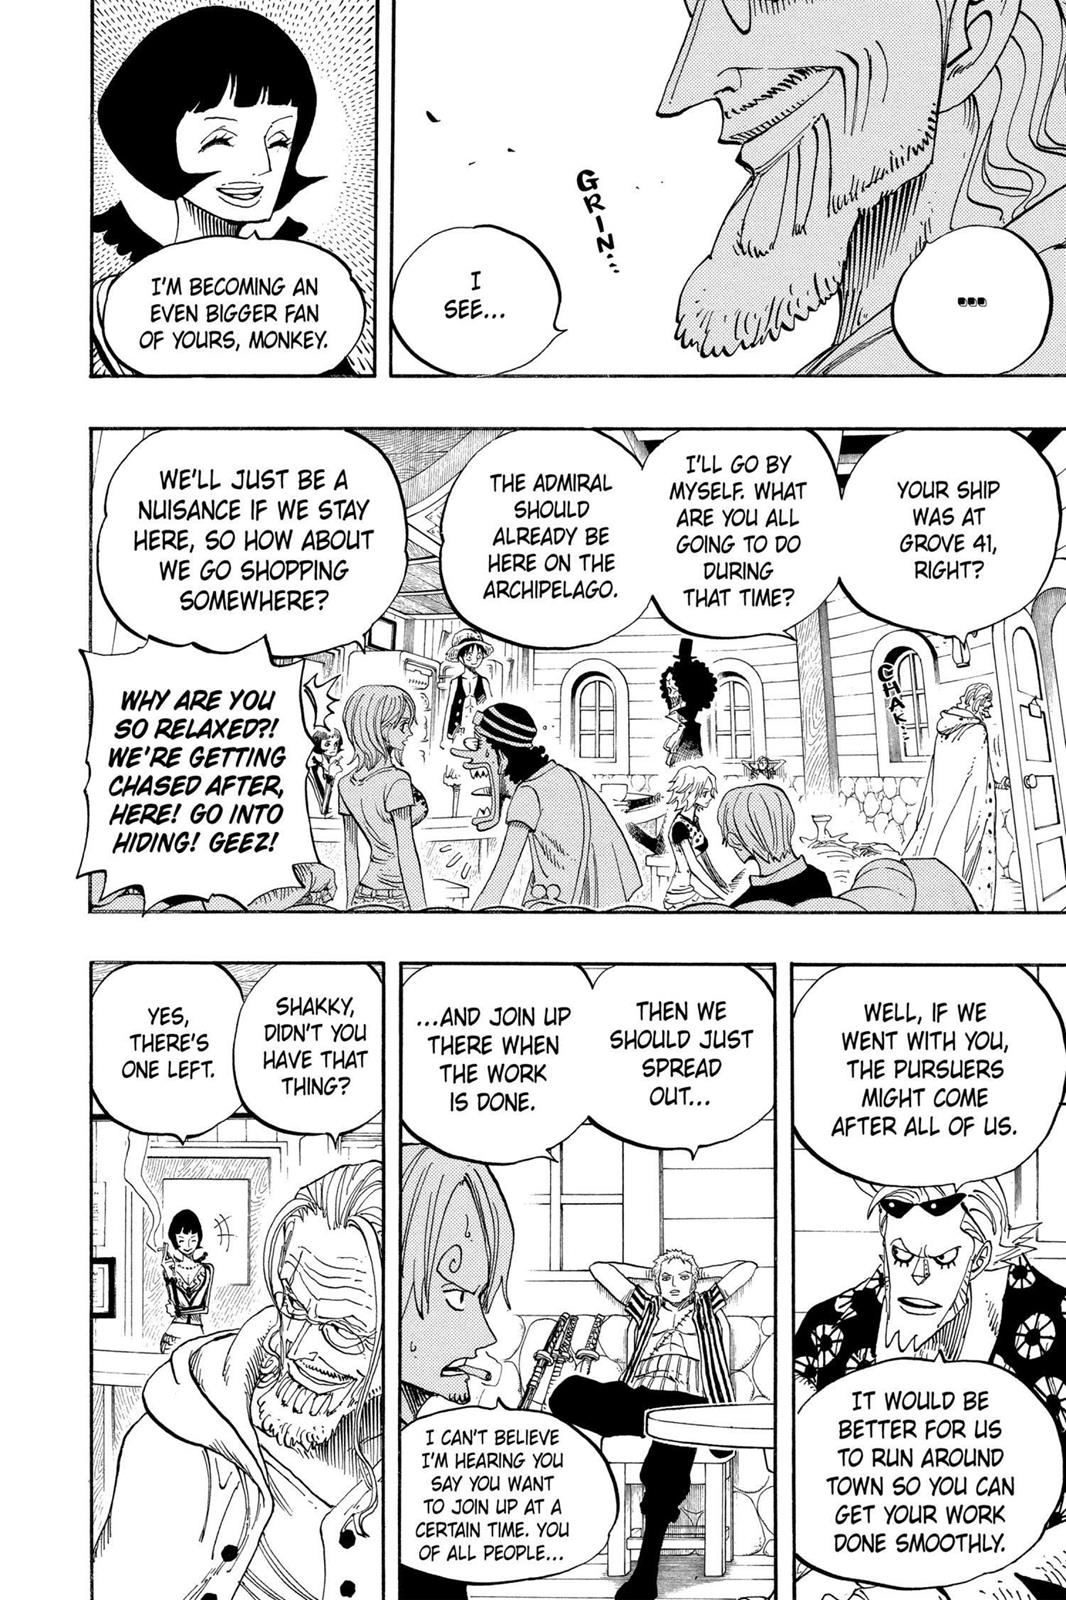 ...
GRIN...
I
SEE...
I'M BECOMING AN
EVEN BIGGER FAN
OF YOURS, MONKEY.
YOUR SHIP
WAS AT
GROVE 41,
RIGHT?
CHAK...
I'LL GO BY
MYSELF. WHAT
ARE YOU ALL
GOING TO DO
DURING
THAT TIME?
THE ADMIRAL
SHOULD
ALREADY BE
HERE ON THE
ARCHIPELAGO.
WE'LL JUST BE A
NUISANCE IF WE STAY
HERE, SO HOW ABOUT
WE GO SHOPPING
SOMEWHERE?
WHY ARE YOU
SO RELAXED?!
WE'RE GETTING
CHASED AFTER,
HERE! GO INTO
HIDING! GEEZ!
WELL, IF WE
WENT WITH YOU,
THE PURSUERS
MIGHT COME
AFTER ALL OF US.
IT WOULD BE
BETTER FOR US
TO RUN AROUND
TOWN SO YOU CAN
GET YOUR WORK
DONE SMOOTHLY.
THEN WE
SHOULD JUST
SPREAD
OUT...
...AND JOIN UP
THERE WHEN
THE WORK
IS DONE.
I CAN'T BELIEVE
I'M HEARING YOU
SAY YOU WANT
TO JOIN UP AT A
CERTAIN TIME. YOU
OF ALL PEOPLE...
SHAKKY,
DIDN'T YOU
HAVE THAT
THING?
YES,
THERE'S
ONE LEFT.